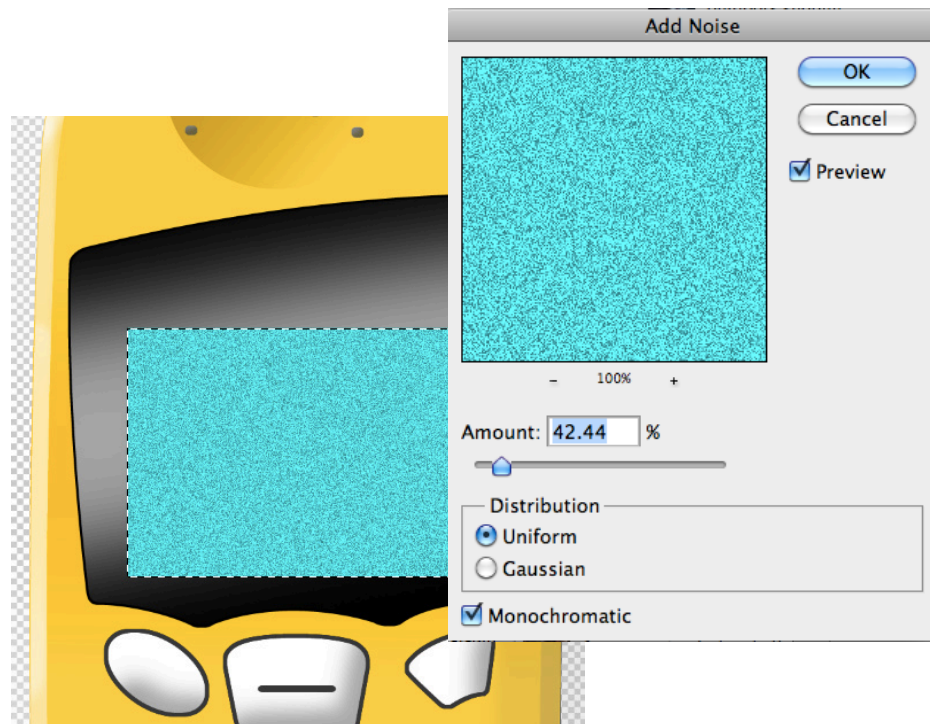 Add Noise
OK
Cancel
Preview
- 100% +
Amount: 42.44 %
Distribution
Uniform
Gaussian
Monochromatic